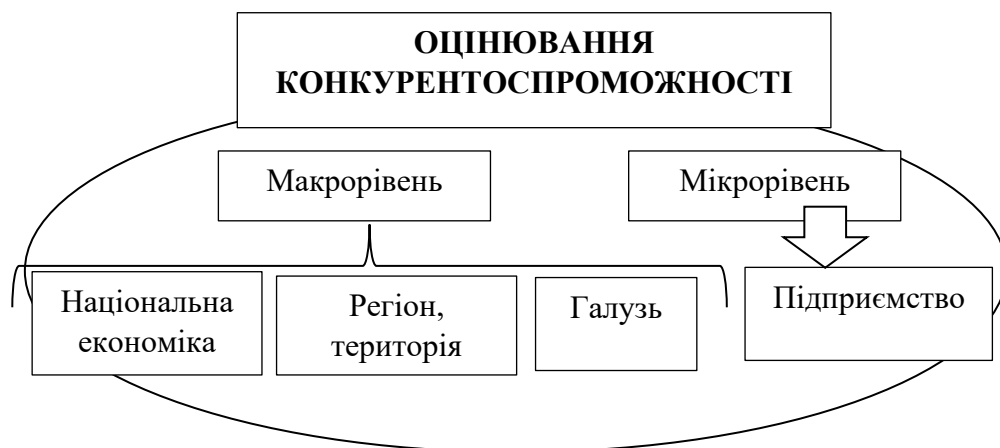 ОЦІНЮВАННЯ
КОНКУРЕНТОСПРОМОЖНОСТІ
Макрорівень
Мікрорівень
Національна
економіка
Регіон,
територія
Галузь
Підприємство